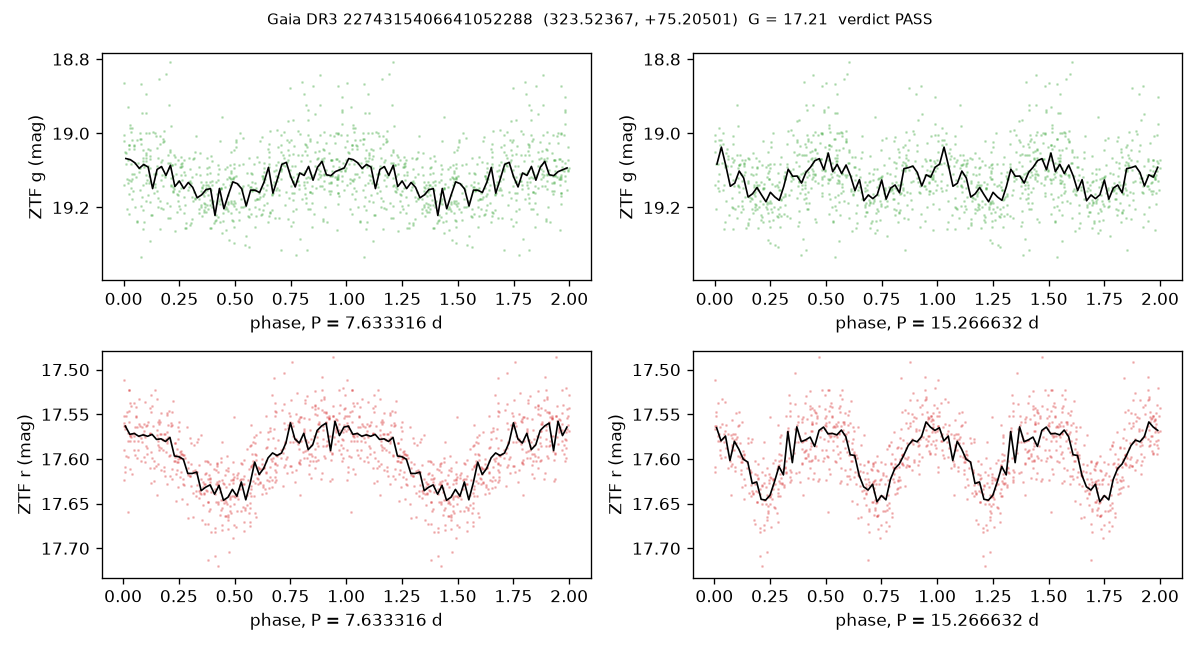 Gaia DR3 2274315406641052288 (323.52367, +75.20501) G = 17.21 verdict PASS
18.8
19.0
19.2
ZTF g (mag)
0.00 0.25 0.50 0.75 1.00 1.25 1.50 1.75 2.00
phase, P = 7.633316 d
18.8
19.0
19.2
ZTF g (mag)
0.00 0.25 0.50 0.75 1.00 1.25 1.50 1.75 2.00
phase, P = 15.266632 d
17.50
17.55
17.60
17.65
17.70
ZTF r (mag)
0.00 0.25 0.50 0.75 1.00 1.25 1.50 1.75 2.00
phase, P = 7.633316 d
17.50
17.55
17.60
17.65
17.70
ZTF r (mag)
0.00 0.25 0.50 0.75 1.00 1.25 1.50 1.75 2.00
phase, P = 15.266632 d